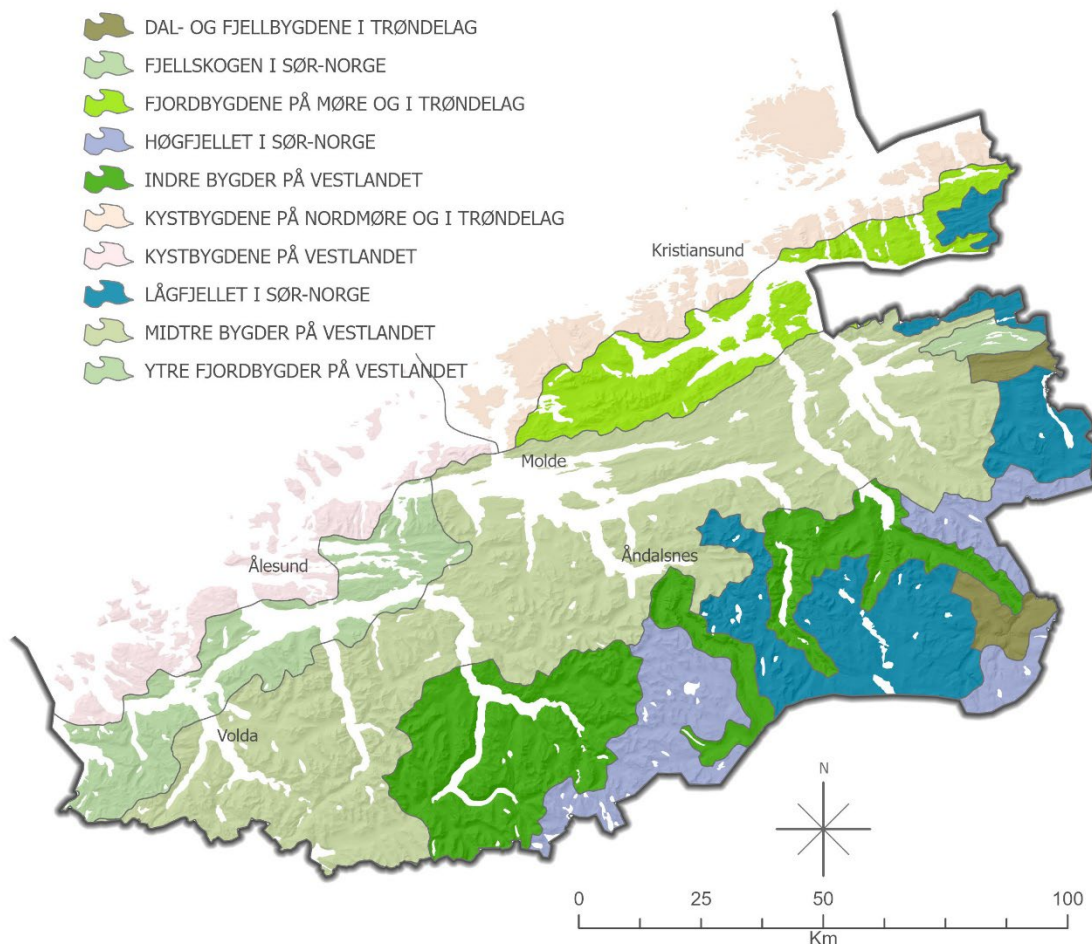 DAL- OG FJELLBYGDENE I TRØNDELAG
FJELLSKOGEN I SØR-NORGE
FJORDBYGDENE PÅ MØRE OG I TRØNDELAG
HØGFJELLET I SØR-NORGE
INDRE BYGDER PÅ VESTLANDET
KYSTBYGDENE PÅ NORDMØRE OG I TRØNDELAG
KYSTBYGDENE PÅ VESTLANDET
LÅGFJELLET I SØR-NORGE
MIDTRE BYGDER PÅ VESTLANDET
YTRE FJORDBYGDER PÅ VESTLANDET
Kristiansund
Molde
Åndalsnes
Ålesund
Volda
N
0 25 50 100
Km